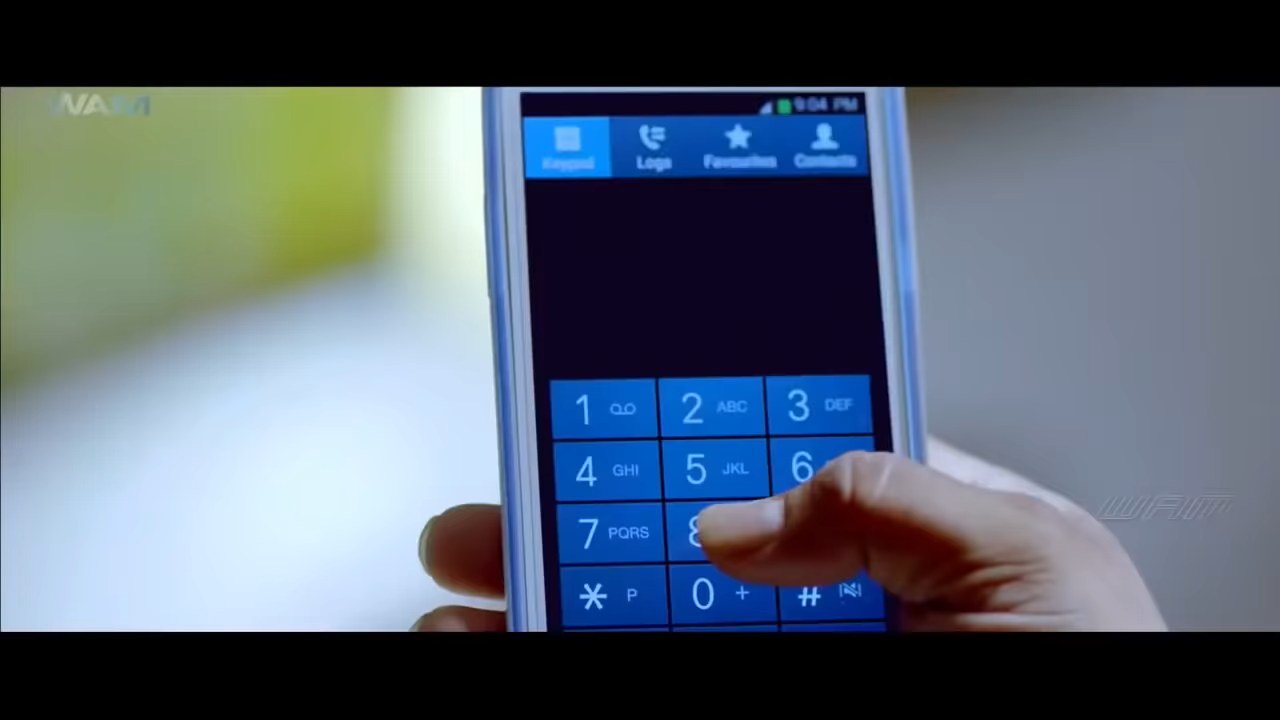 WAM
9:04 PM
Keypad Logs Favourites Contacts
1 2 ABC 3 DEF
4 GHI 5 JKL 6
7 PQRS 8
* P 0 + #
WAM